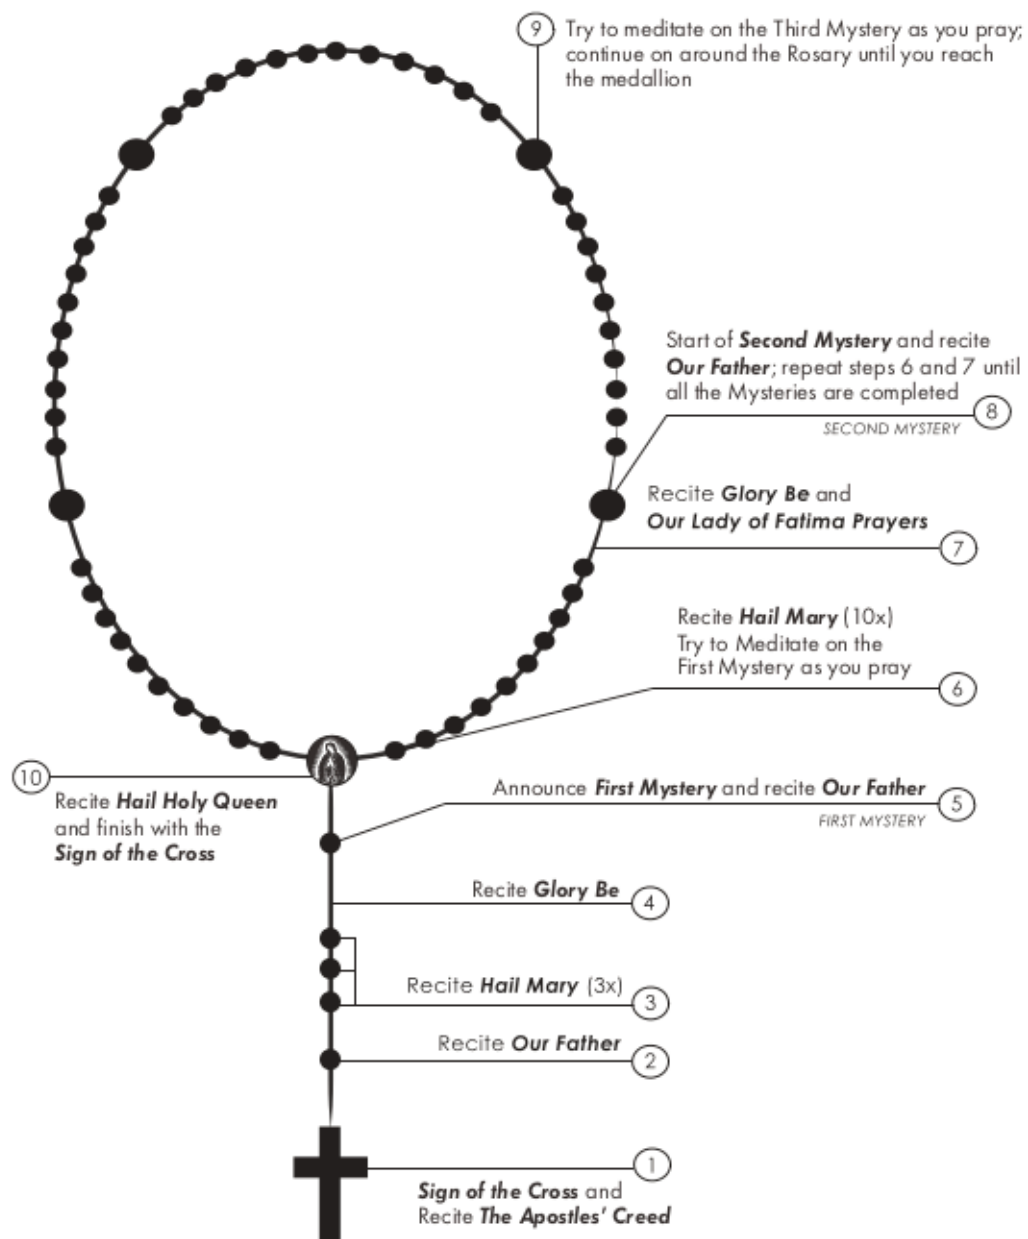 9
Try to meditate on the Third Mystery as you pray;
continue on around the Rosary until you reach
the medallion
Start of Second Mystery and recite
Our Father; repeat steps 6 and 7 until
all the Mysteries are completed
8
SECOND MYSTERY
Recite Glory Be and
Our Lady of Fatima Prayers
7
Recite Hail Mary (10x)
Try to Meditate on the
First Mystery as you pray
6
10
Recite Hail Holy Queen
and finish with the
Sign of the Cross
Announce First Mystery and recite Our Father
5
FIRST MYSTERY
Recite Glory Be
4
Recite Hail Mary (3x)
3
Recite Our Father
2
1
Sign of the Cross and
Recite The Apostles' Creed